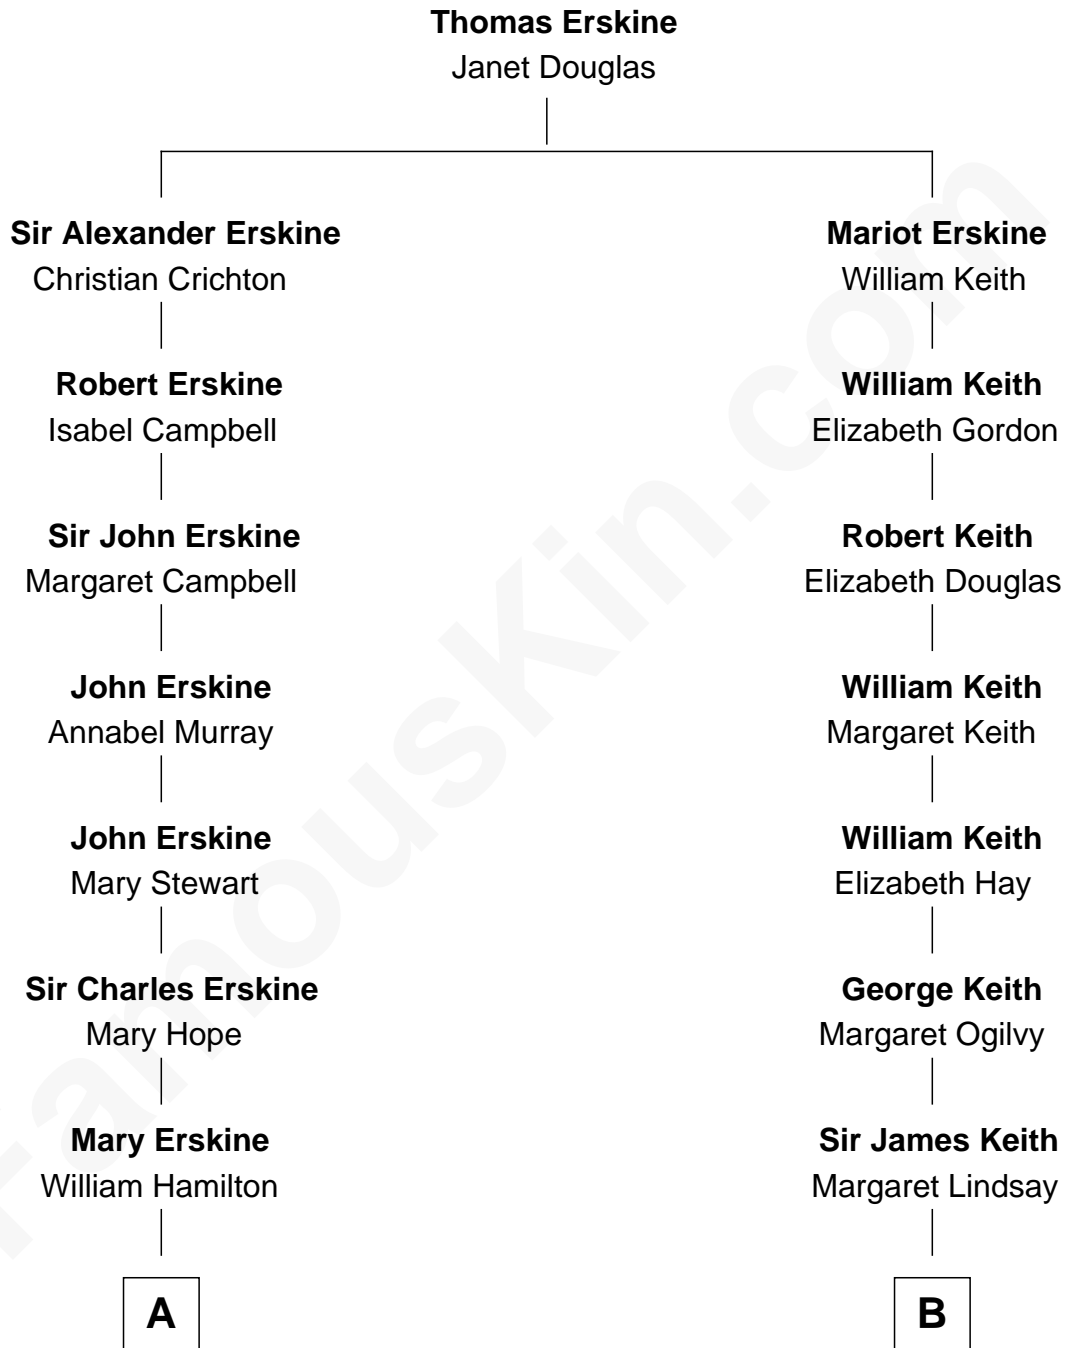 Thomas Erskine
Janet Douglas
Sir Alexander Erskine
Christian Crichton
Robert Erskine
Isabel Campbell
Sir John Erskine
Margaret Campbell
John Erskine
Annabel Murray
John Erskine
Mary Stewart
Sir Charles Erskine
Mary Hope
Mary Erskine
William Hamilton
A
Mariot Erskine
William Keith
William Keith
Elizabeth Gordon
Robert Keith
Elizabeth Douglas
William Keith
Margaret Keith
William Keith
Elizabeth Hay
George Keith
Margaret Ogilvy
Sir James Keith
Margaret Lindsay
B
FamousKin.com